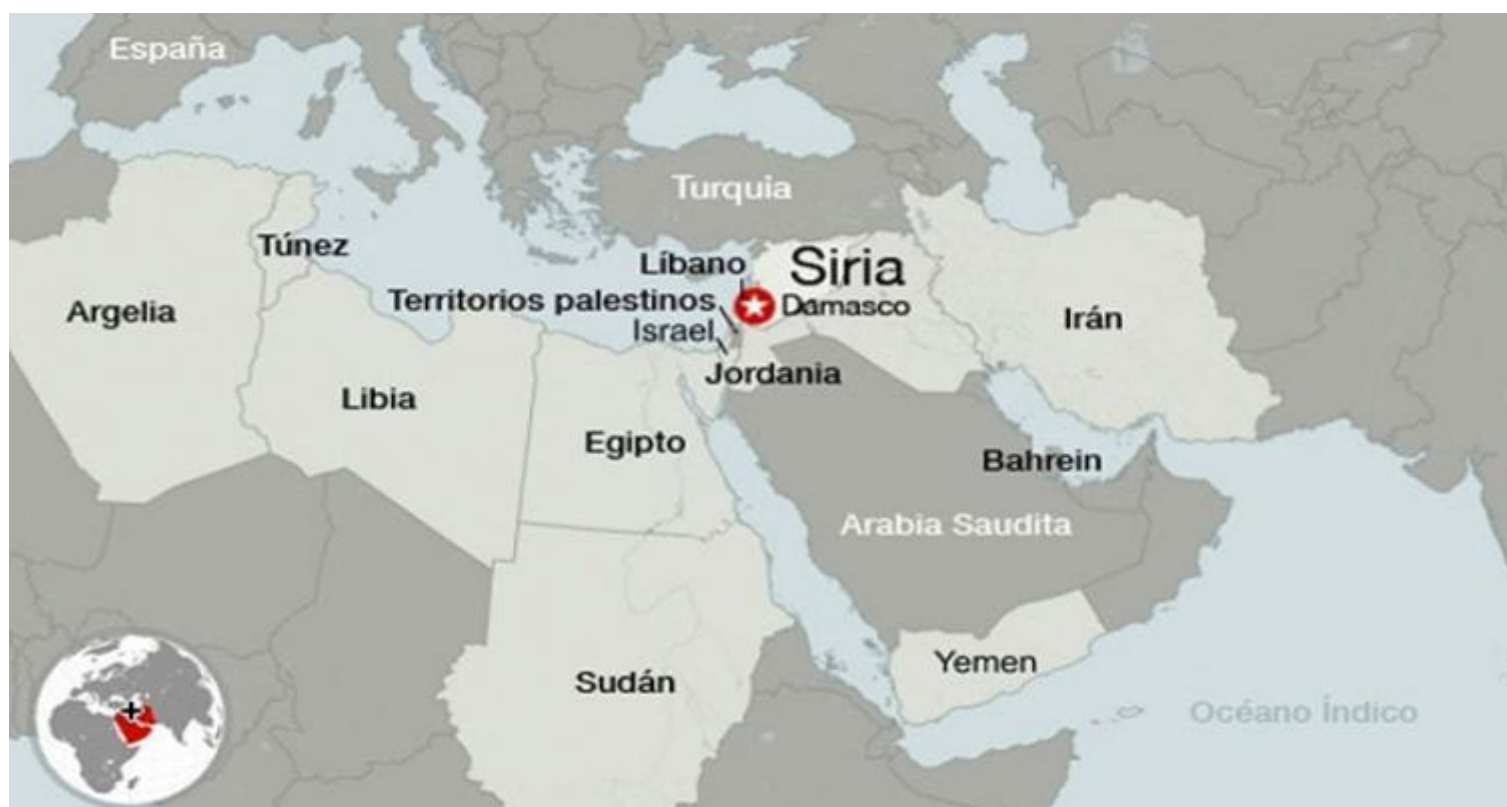 España
Turquia
Túnez
Siria
Líbano
Territorios palestinos
Damasco
Argelia
Irán
Israel
Jordania
Libia
Egipto
Bahrein
Arabia Saudita
Yemen
Sudán
Océano Índico